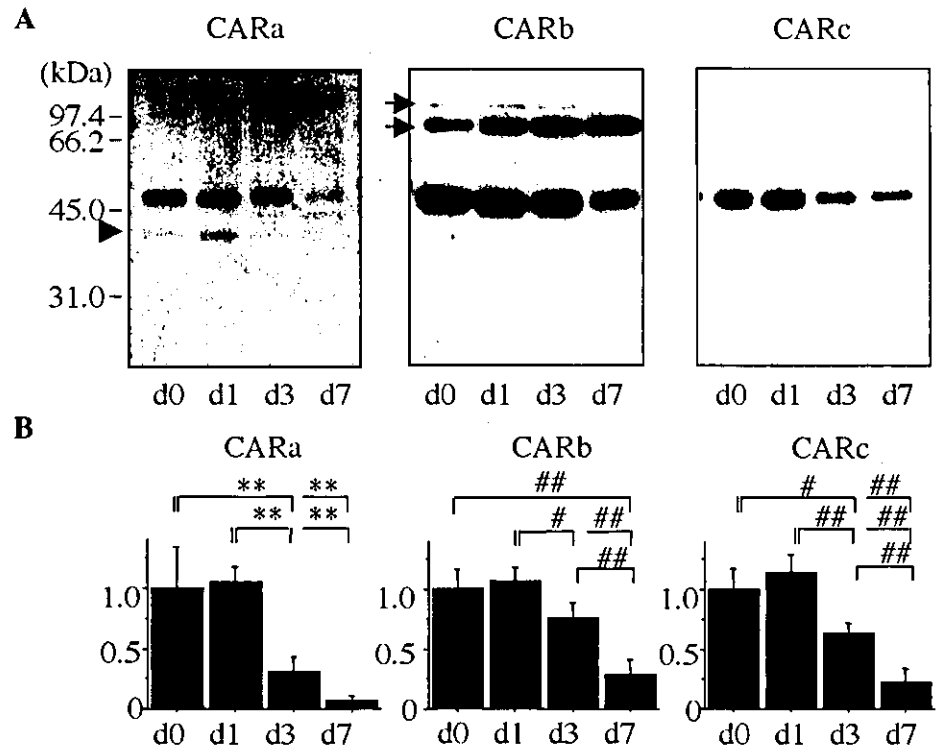 A
CARa CARb CARc
(kDa)
97.4
66.2
45.0
31.0
d0 d1 d3 d7 d0 d1 d3 d7 d0 d1 d3 d7
B
CARa CARb CARc
** ** ## # ##
** ** # ## ## ##
## ##
1.0 1.0 1.0
0.5 0.5 0.5
0 0 0
d0 d1 d3 d7 d0 d1 d3 d7 d0 d1 d3 d7